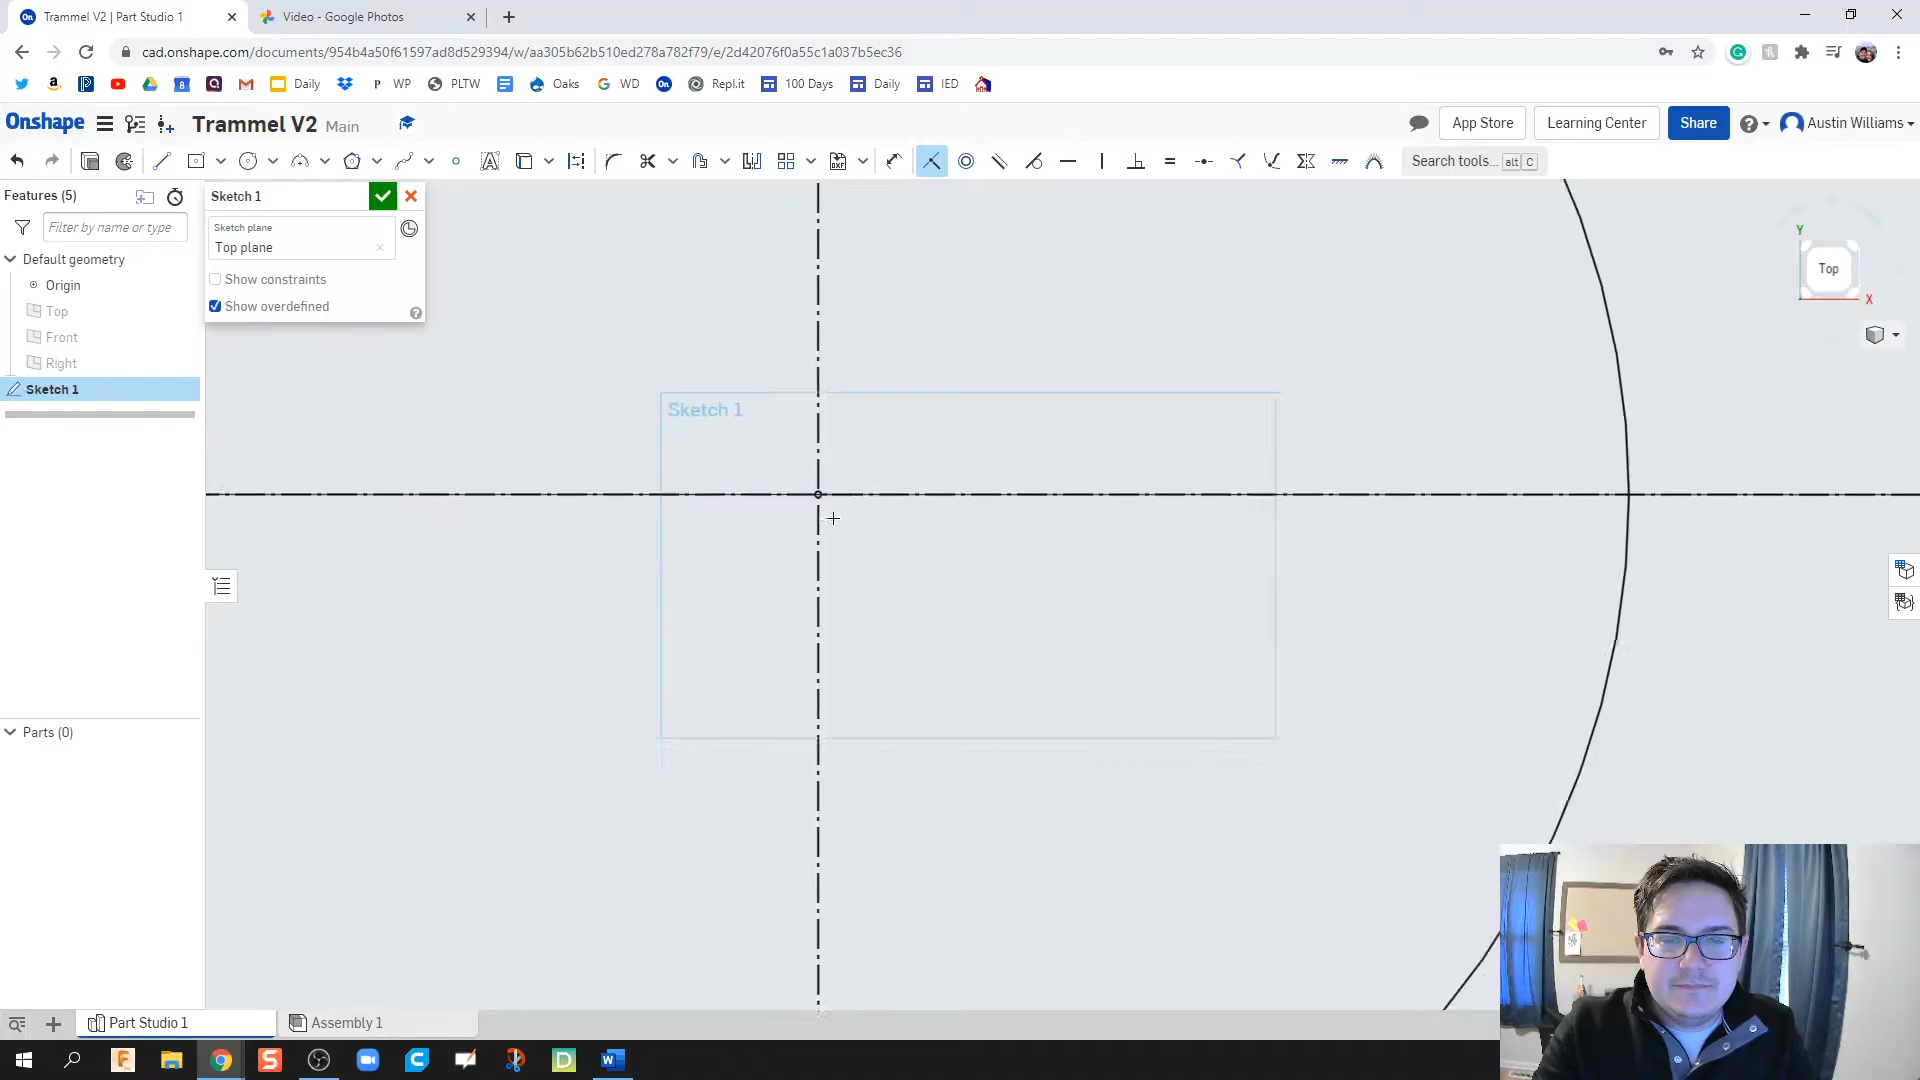 Trammel V2 | Part Studio 1
Video - Google Photos
cad.onshape.com/documents/954b4a50f61597ad8d529394/w/aa305b62b510ed278a782f79/e/2d42076f0a55c1a037b5ec36
Daily
WP
PLTW
Oaks
WD
Repl.it
100 Days
Daily
IED
Onshape
Trammel V2 Main
App Store
Learning Center
Share
Austin Williams
Search tools... alt C
Features (5)
Filter by name or type
Default geometry
Origin
Top
Front
Right
Sketch 1
Parts (0)
Sketch 1
Sketch plane
Top plane
Show constraints
Show overdefined
Sketch 1
Y
Top
X
Part Studio 1
Assembly 1